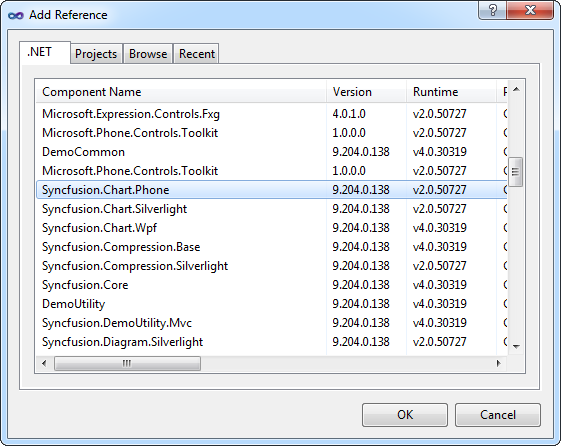 Add Reference
.NET Projects Browse Recent
Component Name Version Runtime
Microsoft.Expression.Controls.Fxg 4.0.1.0 v2.0.50727
Microsoft.Phone.Controls.Toolkit 1.0.0.0 v2.0.50727
DemoCommon 9.204.0.138 v4.0.30319
Microsoft.Phone.Controls.Toolkit 1.0.0.0 v2.0.50727
Syncfusion.Chart.Phone 9.204.0.138 v2.0.50727
Syncfusion.Chart.Silverlight 9.204.0.138 v2.0.50727
Syncfusion.Chart.Wpf 9.204.0.138 v4.0.30319
Syncfusion.Compression.Base 9.204.0.138 v4.0.30319
Syncfusion.Compression.Silverlight 9.204.0.138 v2.0.50727
Syncfusion.Core 9.204.0.138 v4.0.30319
DemoUtility 9.204.0.138 v4.0.30319
Syncfusion.DemoUtility.Mvc 9.204.0.138 v4.0.30319
Syncfusion.Diagram.Silverlight 9.204.0.138 v2.0.50727
OK Cancel